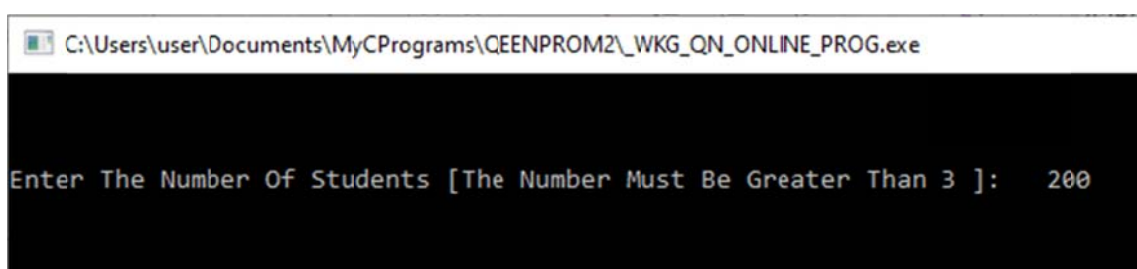 C:\Users\user\Documents\MyCPrograms\QEENPROM2\_WKG_QN_ONLINE_PROG.exe
Enter The Number Of Students [The Number Must Be Greater Than 3 ]: 200